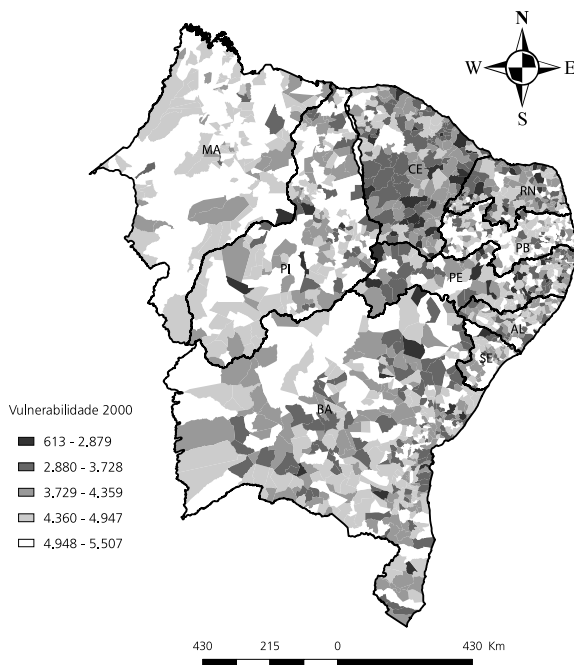 N
W E
S
MA
CE
RN
PB
PI
PE
AL
SE
BA
Vulnerabilidade 2000
613 - 2.879
2.880 - 3.728
3.729 - 4.359
4.360 - 4.947
4.948 - 5.507
430 215 0 430 Km